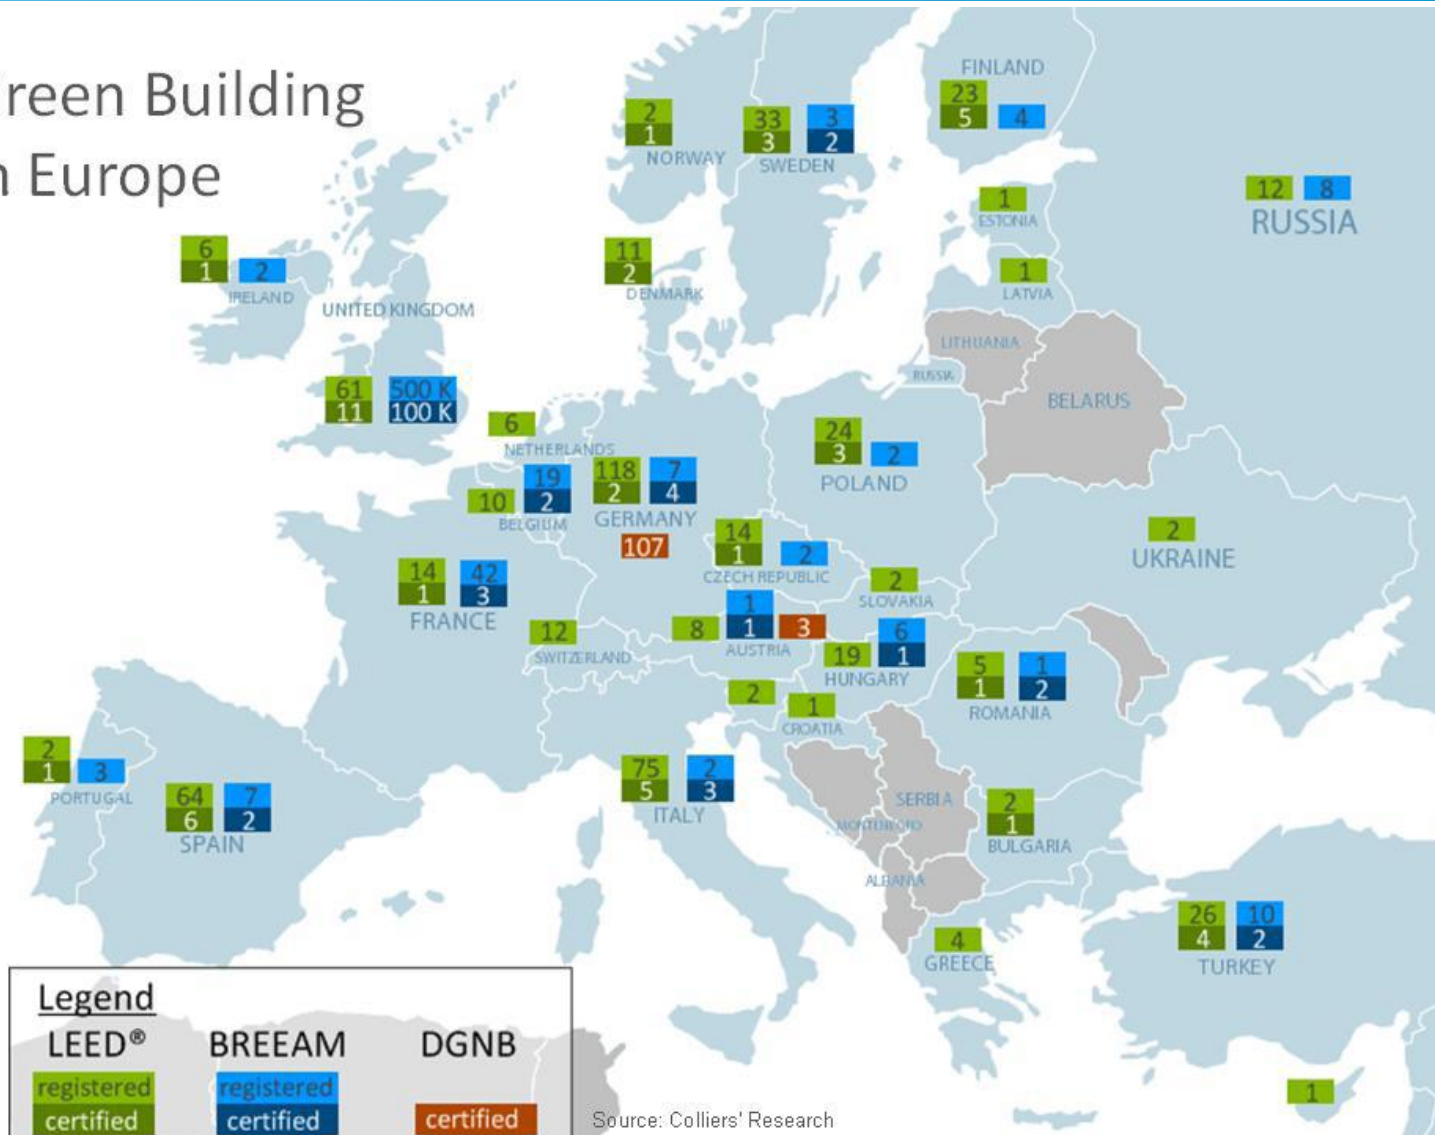 reen Building
n Europe
FINLAND
23
5
4
2
1
NORWAY
33
3
3
2
SWEDEN
12
8
RUSSIA
1
ESTONIA
6
1
2
IRELAND
11
2
DENMARK
1
LATVIA
UNITED KINGDOM
61
11
500 K
100 K
LITHUANIA
RUSSIA
BELARUS
6
NETHERLANDS
24
3
2
POLAND
10
19
2
BELGIUM
118
2
7
4
GERMANY
107
14
1
2
CZECH REPUBLIC
2
UKRAINE
14
1
42
3
FRANCE
2
SLOVAKIA
12
SWITZERLAND
8
1
1
3
AUSTRIA
19
6
1
HUNGARY
5
1
1
2
ROMANIA
2
1
CROATIA
2
1
3
PORTUGAL
64
6
7
2
SPAIN
75
5
2
3
ITALY
SERBIA
MONTENEGRO
2
1
BULGARIA
ALBANIA
4
GREECE
26
4
10
2
TURKEY
1
Legend
LEED® BREEAM DGNB
registered registered
certified certified certified
Source: Colliers' Research